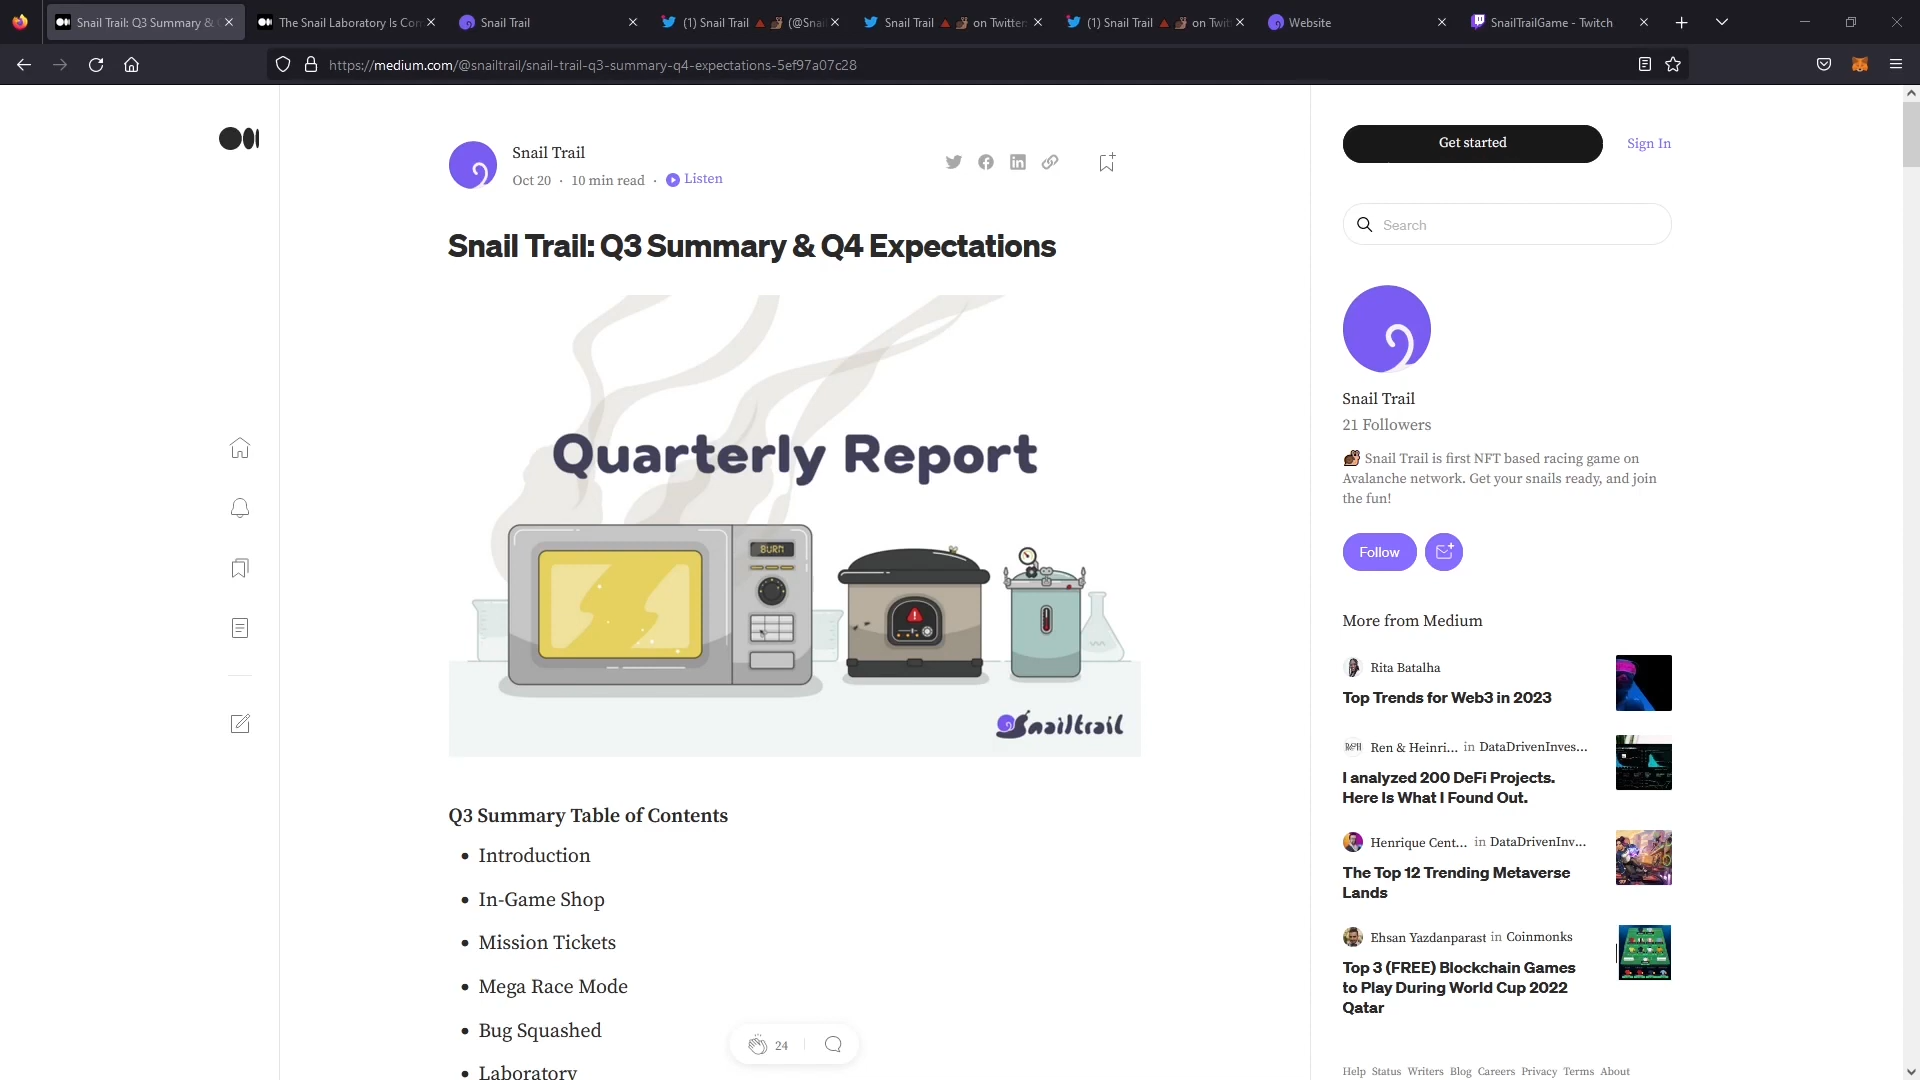 Snail Trail: Q3 Summary &
The Snail Laboratory Is Con
Snail Trail
(1) Snail Trail (@Snai
Snail Trail on Twitter
(1) Snail Trail on Twit
Website
SnailTrailGame - Twitch
https://medium.com/@snailtrail/snail-trail-q3-summary-q4-expectations-5ef97a07c28
Snail Trail
Oct 20 · 10 min read · Listen
Snail Trail: Q3 Summary & Q4 Expectations
Quarterly Report
BURN
Snailtrail
Q3 Summary Table of Contents
• Introduction
• In-Game Shop
• Mission Tickets
• Mega Race Mode
• Bug Squashed
• Laboratory
24
Get started
Sign In
Search
Snail Trail
21 Followers
Snail Trail is first NFT based racing game on
Avalanche network. Get your snails ready, and join
the fun!
Follow
More from Medium
Rita Batalha
Top Trends for Web3 in 2023
Ren & Heinri... in DataDrivenInves...
I analyzed 200 DeFi Projects.
Here Is What I Found Out.
Henrique Cent... in DataDrivenInv...
The Top 12 Trending Metaverse
Lands
Ehsan Yazdanparast in Coinmonks
Top 3 (FREE) Blockchain Games
to Play During World Cup 2022
Qatar
Help Status Writers Blog Careers Privacy Terms About